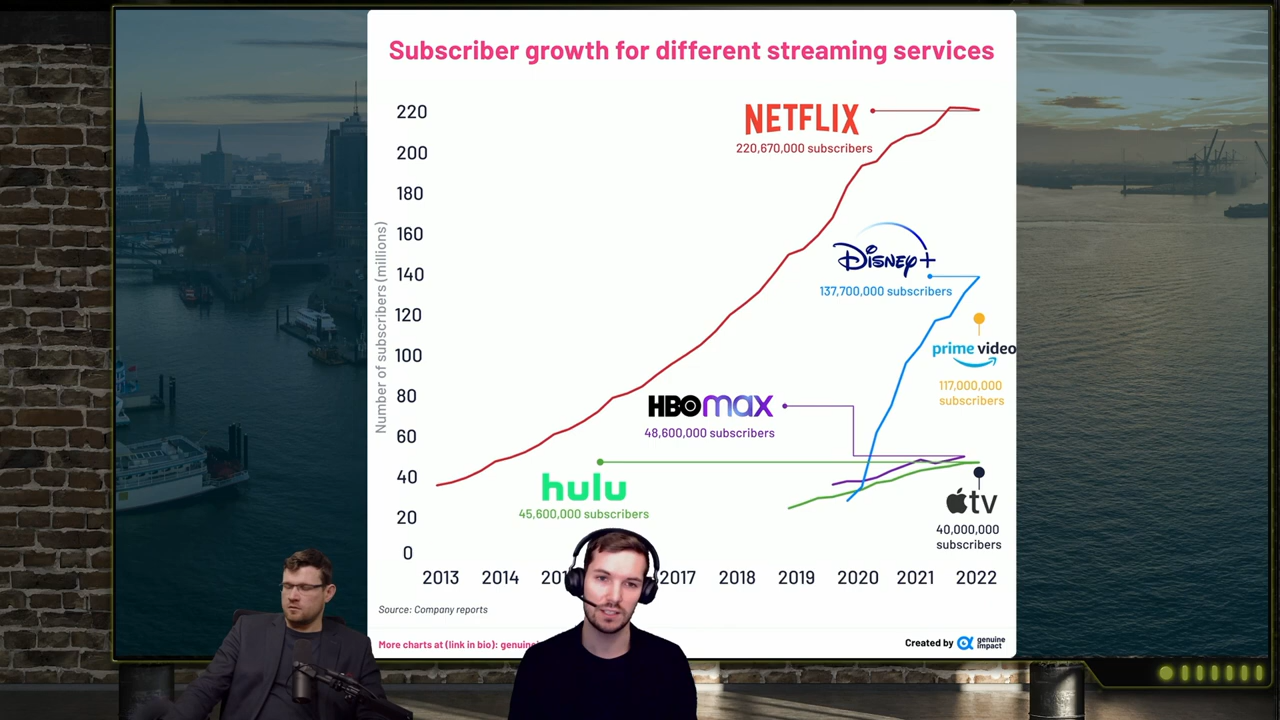 Subscriber growth for different streaming services
220
200
180
160
140
120
100
80
60
40
20
0
Number of subscribers (millions)
NETFLIX
220,670,000 subscribers
Disney+
137,700,000 subscribers
prime video
117,000,000
subscribers
HBOmax
48,600,000 subscribers
hulu
45,600,000 subscribers
tv
40,000,000
subscribers
2013 2014 2017 2018 2019 2020 2021 2022
Source: Company reports
More charts at (link in bio):
Created by genuine
impact